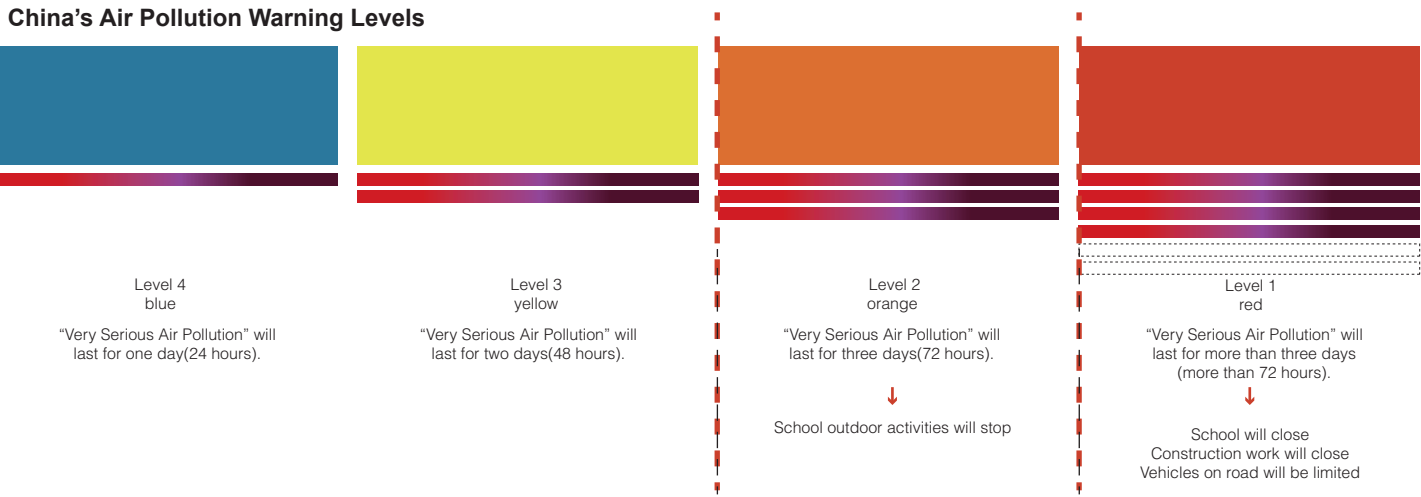 China's Air Pollution Warning Levels
Level 4
blue
“Very Serious Air Pollution” will
last for one day(24 hours).
Level 3
yellow
“Very Serious Air Pollution” will
last for two days(48 hours).
Level 2
orange
“Very Serious Air Pollution” will
last for three days(72 hours).
↓
School outdoor activities will stop
Level 1
red
“Very Serious Air Pollution” will
last for more than three days
(more than 72 hours).
↓
School will close
Construction work will close
Vehicles on road will be limited